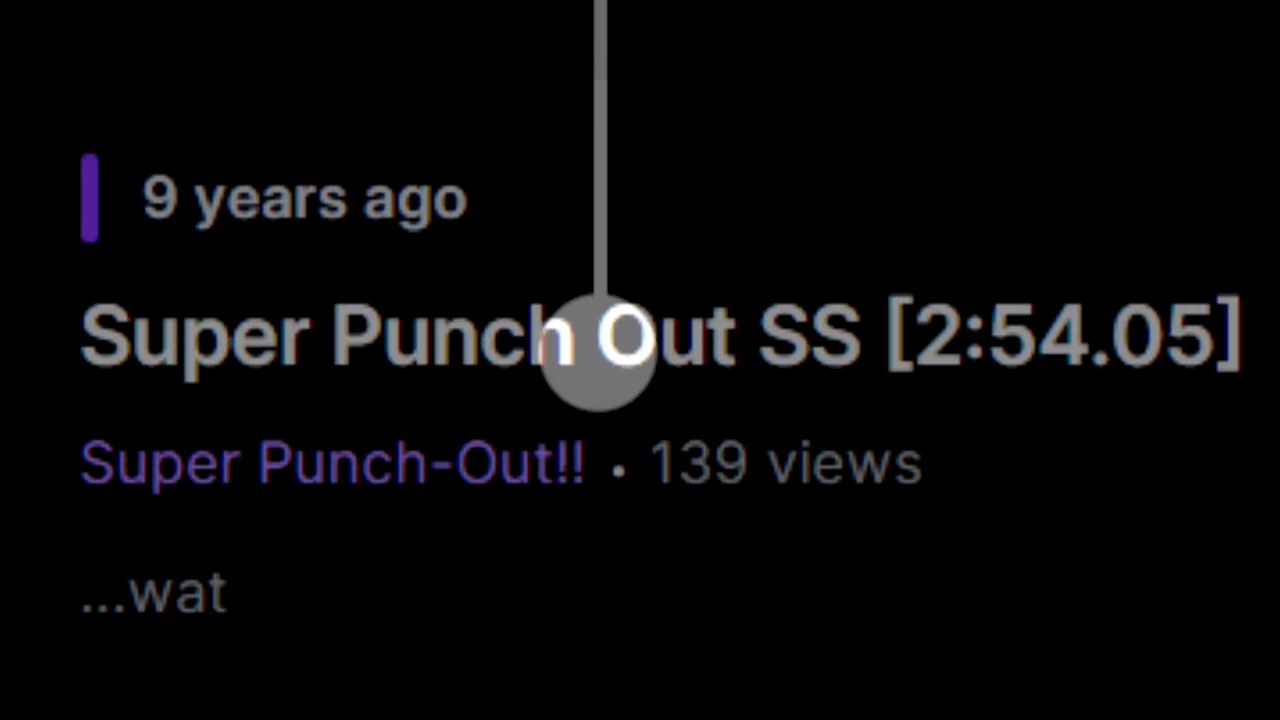 9 years ago
Super Punch Out SS [2:54.05]
Super Punch-Out!! • 139 views
...wat